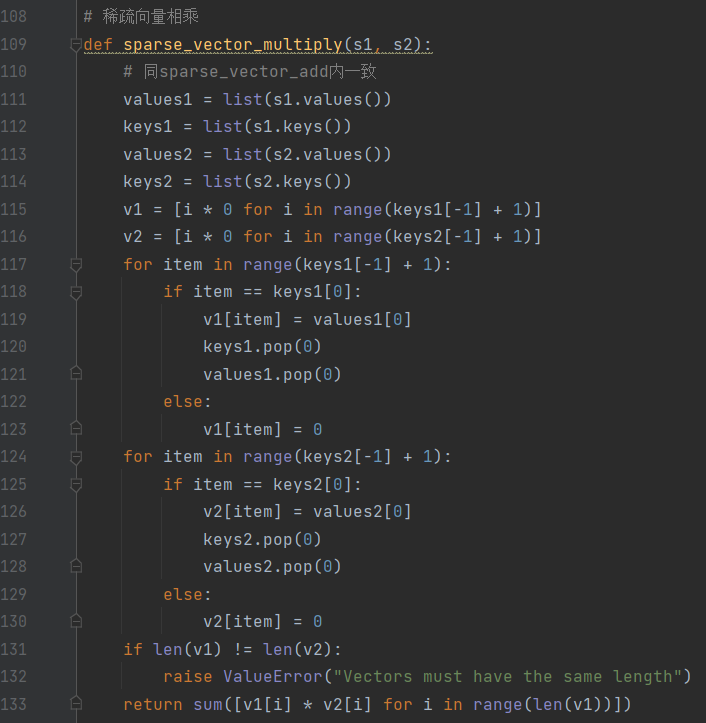 108 # 稀疏向量相乘
109 def sparse_vector_multiply(s1, s2):
110     # 同sparse_vector_add内一致
111     values1 = list(s1.values())
112     keys1 = list(s1.keys())
113     values2 = list(s2.values())
114     keys2 = list(s2.keys())
115     v1 = [i * 0 for i in range(keys1[-1] + 1)]
116     v2 = [i * 0 for i in range(keys2[-1] + 1)]
117     for item in range(keys1[-1] + 1):
118         if item == keys1[0]:
119             v1[item] = values1[0]
120             keys1.pop(0)
121             values1.pop(0)
122         else:
123             v1[item] = 0
124     for item in range(keys2[-1] + 1):
125         if item == keys2[0]:
126             v2[item] = values2[0]
127             keys2.pop(0)
128             values2.pop(0)
129         else:
130             v2[item] = 0
131     if len(v1) != len(v2):
132         raise ValueError("Vectors must have the same length")
133     return sum([v1[i] * v2[i] for i in range(len(v1))])